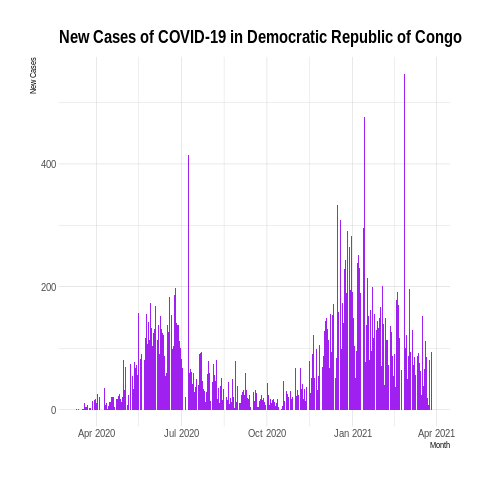 New Cases of COVID-19 in Democratic Republic of Congo
New Cases
400
200
0
Apr 2020
Jul 2020
Oct 2020
Jan 2021
Apr 2021
Month